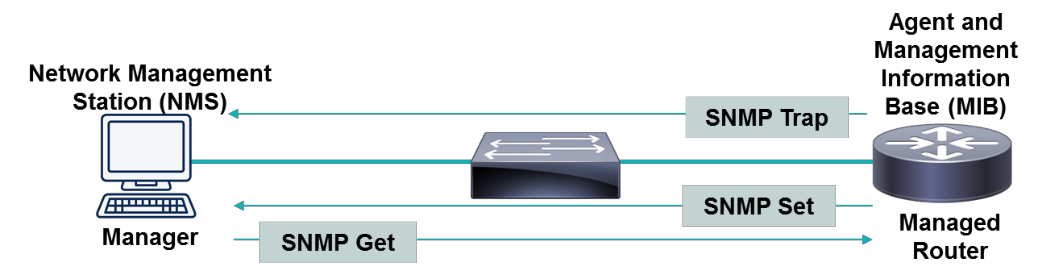 Network Management
Station (NMS)
Manager
SNMP Trap
SNMP Set
SNMP Get
Agent and
Management
Information
Base (MIB)
Managed
Router